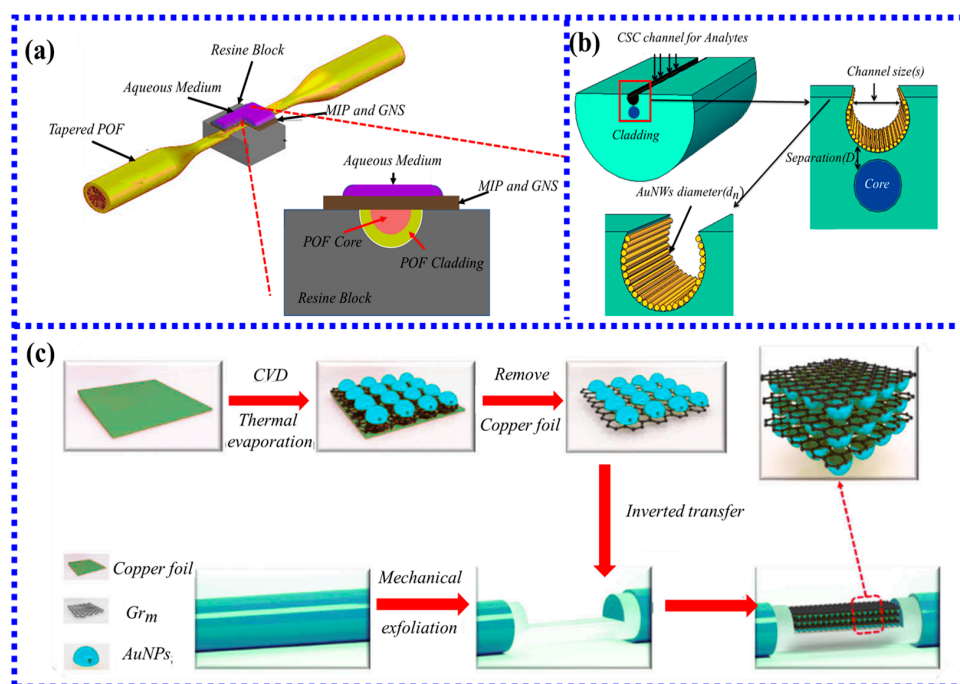 (a)
Resine Block
Aqueous Medium
MIP and GNS
Tapered POF
Aqueous Medium
MIP and GNS
POF Core
POF Cladding
Resine Block
(b)
CSC channel for Analytes
Cladding
Channel size(s)
Separation(D
Core
AuNWs diameter(dn)
(c)
CVD
Thermal
evaporation
Remove
Copper foil
Inverted transfer
Copper foil
Grm
AuNPs
Mechanical
exfoliation